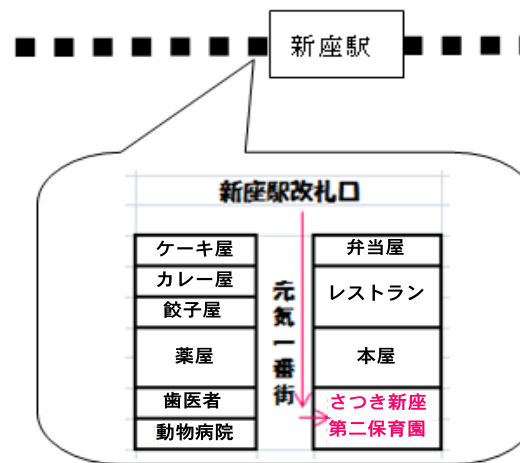 新座駅
新座駅改札口
ケーキ屋
カレー屋
餃子屋
薬屋
歯医者
動物病院
元気一番街
弁当屋
レストラン
本屋
さつき新座
第二保育園